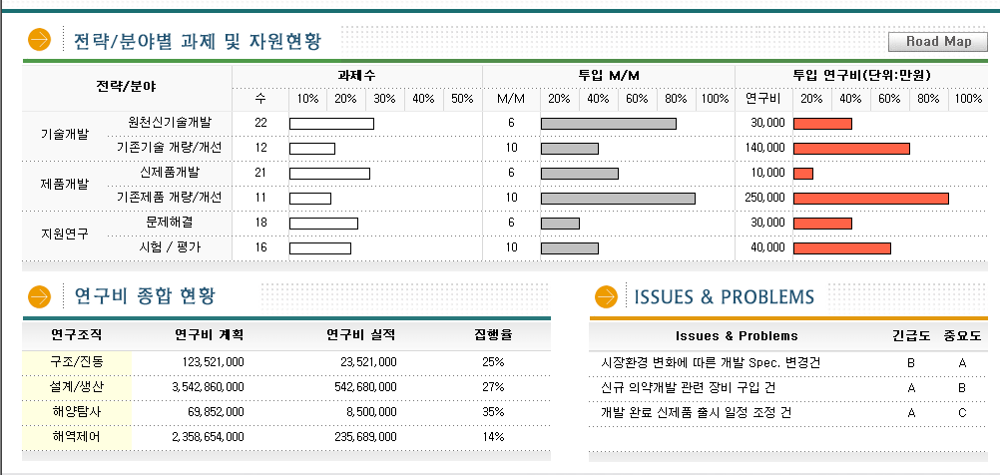 전략/분야별 과제 및 자원현황
Road Map
전략/분야 과제수 투입 M/M 투입 연구비(단위:만원)
수 10% 20% 30% 40% 50% M/M 20% 40% 60% 80% 100% 연구비 20% 40% 60% 80% 100%
기술개발 원천신기술개발 22 6 30,000
기존기술 개량/개선 12 10 140,000
제품개발 신제품개발 21 6 10,000
기존제품 개량/개선 11 10 250,000
지원연구 문제해결 18 6 30,000
시험 / 평가 16 10 40,000
연구비 종합 현황
연구조직 연구비 계획 연구비 실적 집행율
구조/진동 123,521,000 23,521,000 25%
설계/생산 3,542,860,000 542,680,000 27%
해양탐사 69,852,000 8,500,000 35%
해역제어 2,358,654,000 235,689,000 14%
ISSUES & PROBLEMS
Issues & Problems 긴급도 중요도
시장환경 변화에 따른 개발 Spec. 변경건 B A
신규 의약개발 관련 장비 구입 건 A B
개발 완료 신제품 출시 일정 조정 건 A C